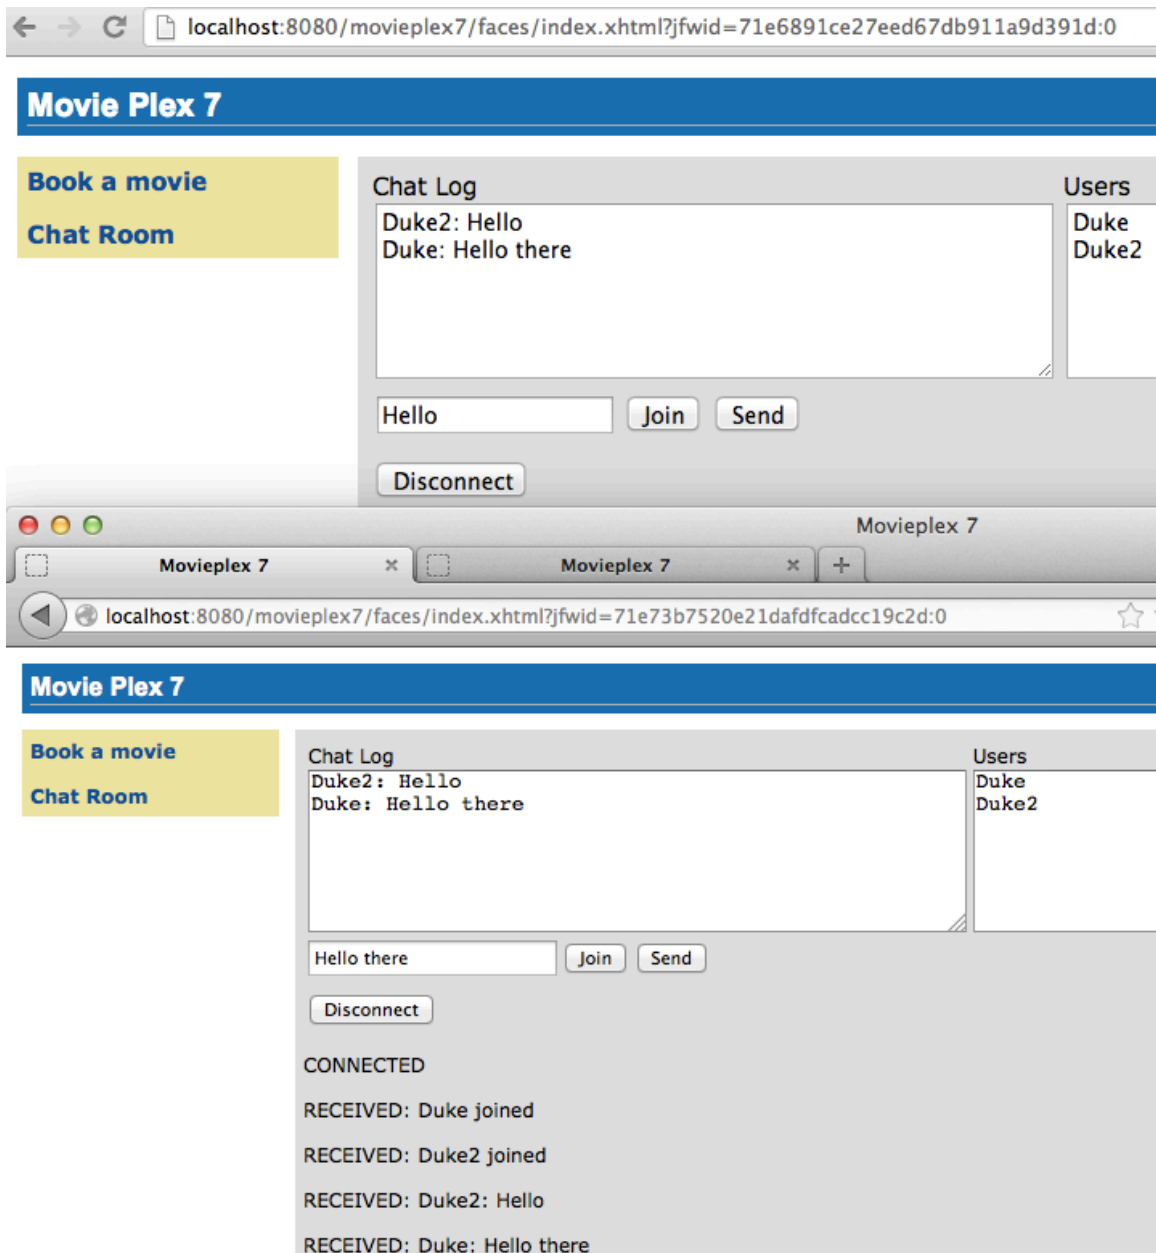 localhost:8080/movieplex7/faces/index.xhtml?jfwid=71e6891ce27eed67db911a9d391d:0
Movie Plex 7
Book a movie
Chat Room
Chat Log
Users
Duke2: Hello
Duke: Hello there
Duke
Duke2
Hello
Join
Send
Disconnect
Movieplex 7
Movieplex 7
Movieplex 7
localhost:8080/movieplex7/faces/index.xhtml?jfwid=71e73b7520e21dafdfcadcc19c2d:0
Movie Plex 7
Book a movie
Chat Room
Chat Log
Users
Duke2: Hello
Duke: Hello there
Duke
Duke2
Hello there
Join
Send
Disconnect
CONNECTED
RECEIVED: Duke joined
RECEIVED: Duke2 joined
RECEIVED: Duke2: Hello
RECEIVED: Duke: Hello there